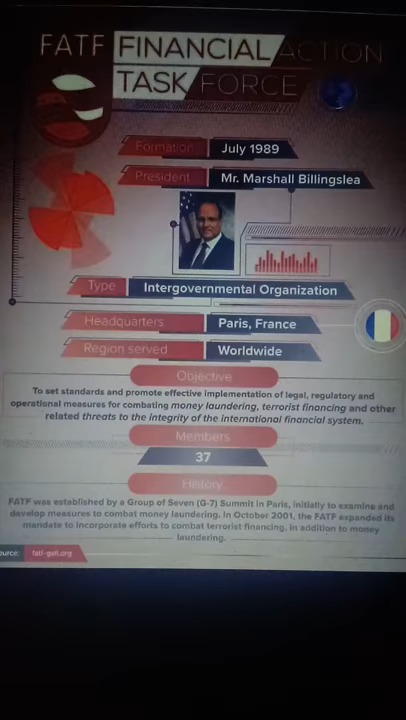 FATF FINANCIAL ACTION
TASK FORCE
Formation July 1989
President Mr. Marshall Billingslea
Type Intergovernmental Organization
Headquarters Paris, France
Region served Worldwide
Objective
To set standards and promote effective implementation of legal, regulatory and
operational measures for combating money laundering, terrorist financing and other
related threats to the integrity of the international financial system.
Members
37
History
FATF was established by a Group of Seven (G-7) Summit in Paris, initially to examine and
develop measures to combat money laundering. In October 2001, the FATF expanded its
mandate to incorporate efforts to combat terrorist financing, in addition to money
laundering.
ource: fatf-gafi.org